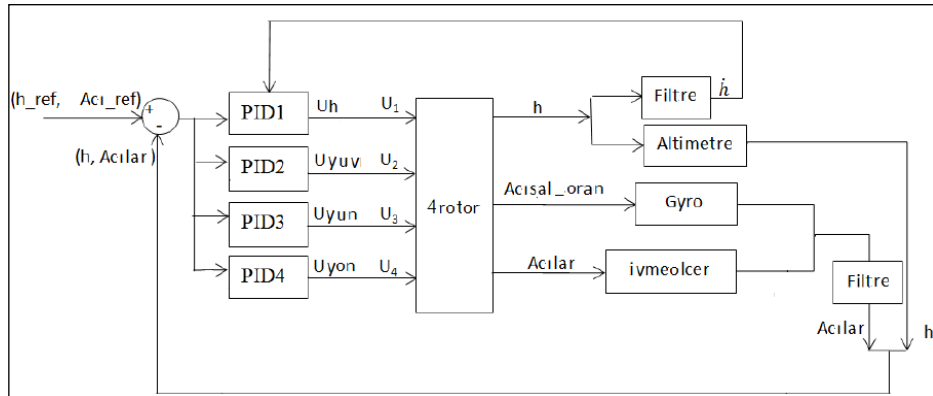 (h_ref, Acı_ref)
+
-
(h, Acılar)
PID1
PID2
PID3
PID4
Uh U₁
Uyuvı U₂
Uyun U₃
Uyon U₄
4rotor
h
Acısal_oran
Acılar
Filtre
ḣ
Altimetre
Gyro
ivmeolcer
Filtre
Acılar
h